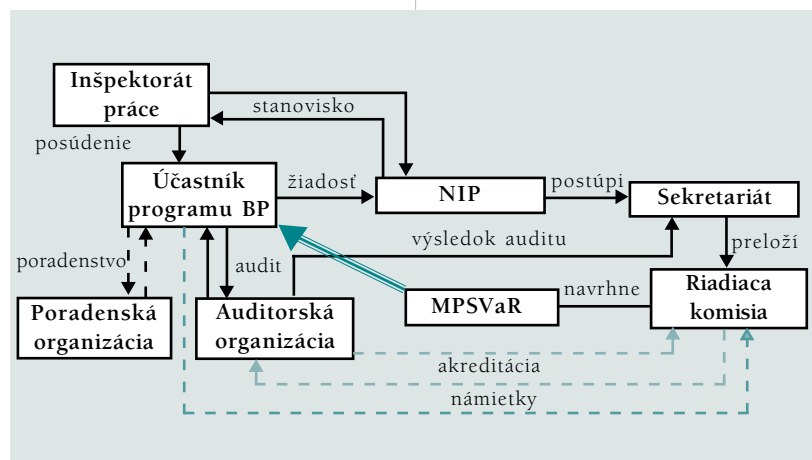 Inšpektorát
práce
stanovisko
posúdenie
Účastník
programu BP
žiadosť
NIP
postúpi
Sekretariát
poradenstvo
audit
výsledok auditu
preloží
Poradenská
organizácia
Auditorská
organizácia
MPSVaR
navrhne
Riadiaca
komisia
akreditácia
námietky